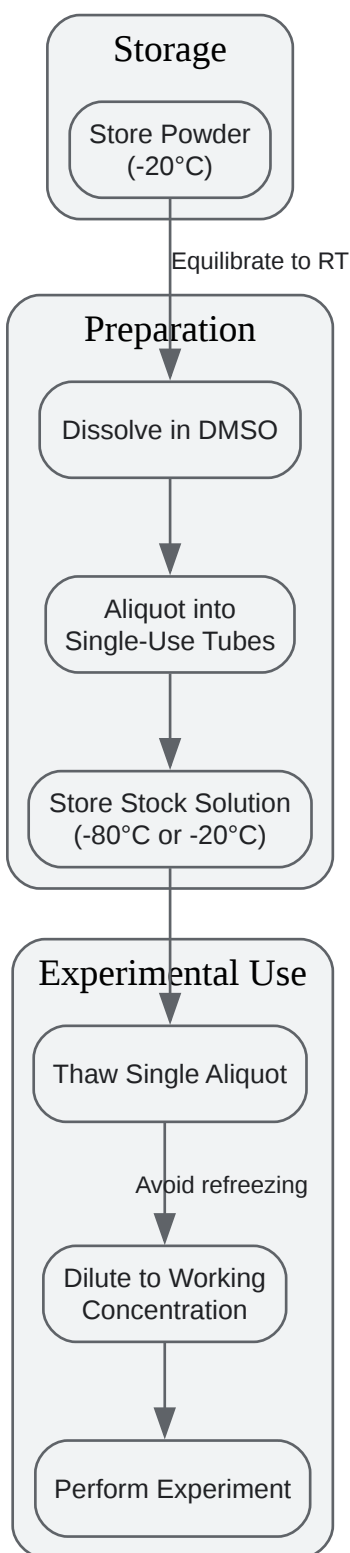 Storage
Store Powder
(-20°C)
Equilibrate to RT
Preparation
Dissolve in DMSO
Aliquot into
Single-Use Tubes
Store Stock Solution
(-80°C or -20°C)
Experimental Use
Thaw Single Aliquot
Avoid refreezing
Dilute to Working
Concentration
Perform Experiment